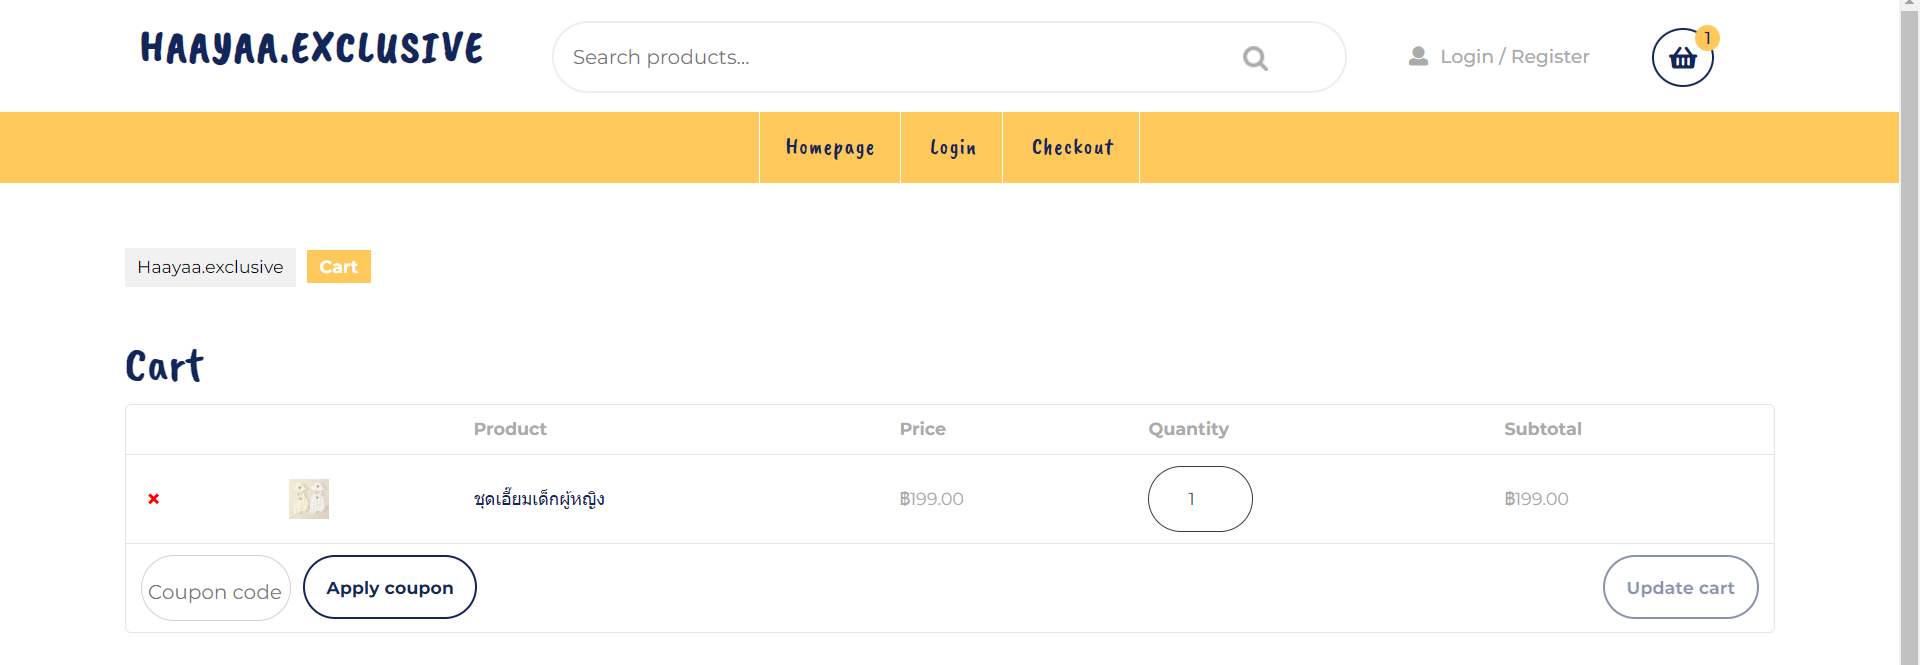 HAAYAA.EXCLUSIVE
Search products...
Login / Register
1
Homepage
Login
Checkout
Haayaa.exclusive
Cart
Cart
Product
Price
Quantity
Subtotal
×
ชุดเอี๊ยมเด็กผู้หญิง
฿199.00
1
฿199.00
Coupon code
Apply coupon
Update cart